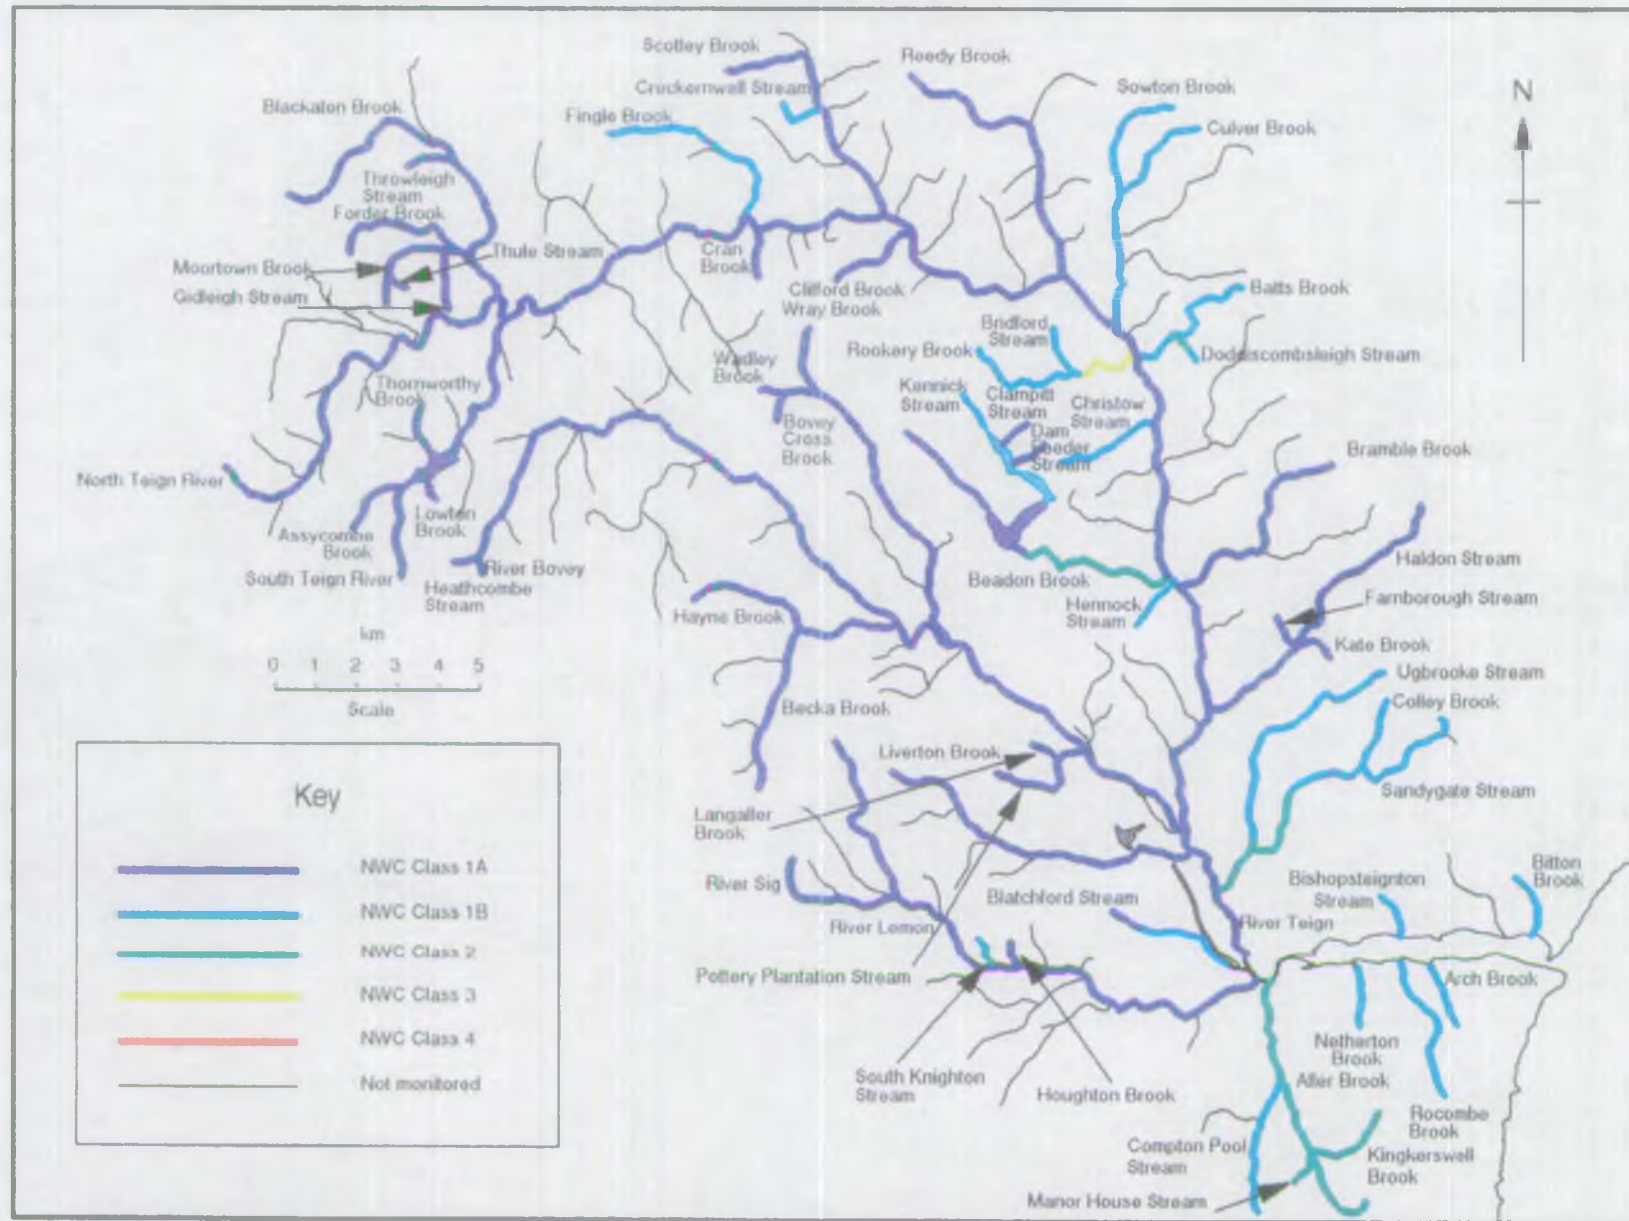 Scotley Brook
Reedy Brook
Crockernwell Stream
Sowton Brook
N
Blackaton Brook
Fingle Brook
Culver Brook
Throwleigh
Stream
Forder Brook
Thule Stream
Cran
Brook
Moortown Brook
Gidleigh Stream
Clifford Brook
Wray Brook
Batts Brook
Bridford
Stream
Rookery Brook
Doddiscombsleigh Stream
Wadley
Brook
Thornworthy
Brook
Kennick
Stream
Clampitt
Stream
Christow
Stream
Dam
Feeder
Stream
Bovey
Cross
Brook
Bramble Brook
North Teign River
Lowton
Brook
Assycombe
Brook
South Teign River
River Bovey
Heathcombe
Stream
Beadon Brook
Haldon Stream
Hennock
Stream
Farnborough Stream
Hayne Brook
Kate Brook
km
0 1 2 3 4 5
Scale
Ugbrooke Stream
Colley Brook
Becka Brook
Liverton Brook
Sandygate Stream
Langaller
Brook
Key
NWC Class 1A
NWC Class 1B
NWC Class 2
NWC Class 3
NWC Class 4
Not monitored
River Sig
Blatchford Stream
Bishopsteignton
Stream
Bitton
Brook
River Lemon
River Teign
Pottery Plantation Stream
Arch Brook
Netherton
Brook
South Knighton
Stream
Houghton Brook
Aller Brook
Rocombe
Brook
Compton Pool
Stream
Kingkerswell
Brook
Manor House Stream